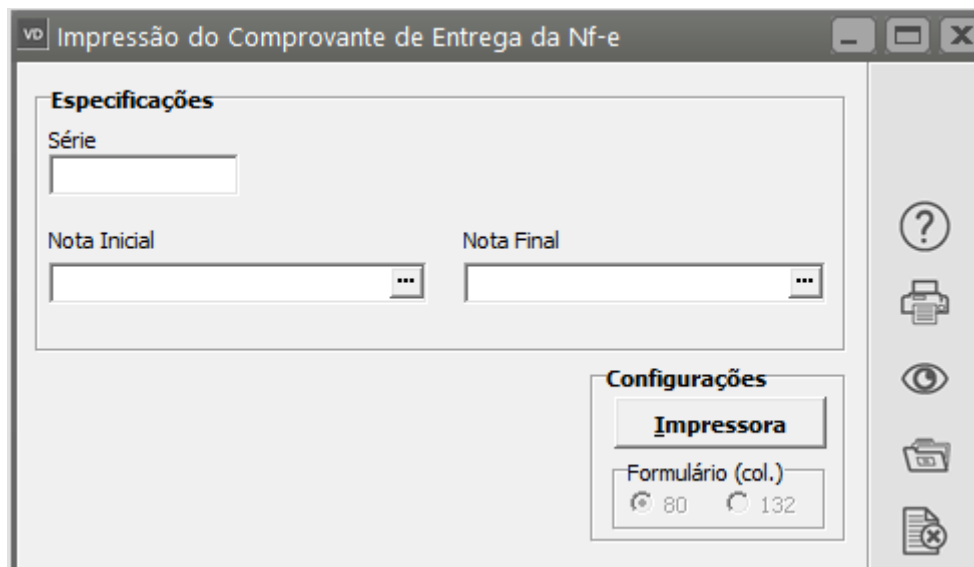 VD Impressão do Comprovante de Entrega da Nf-e
Especificações
Série
Nota Inicial Nota Final
... ...
Configurações
Impressora
Formulário (col.)
80 132